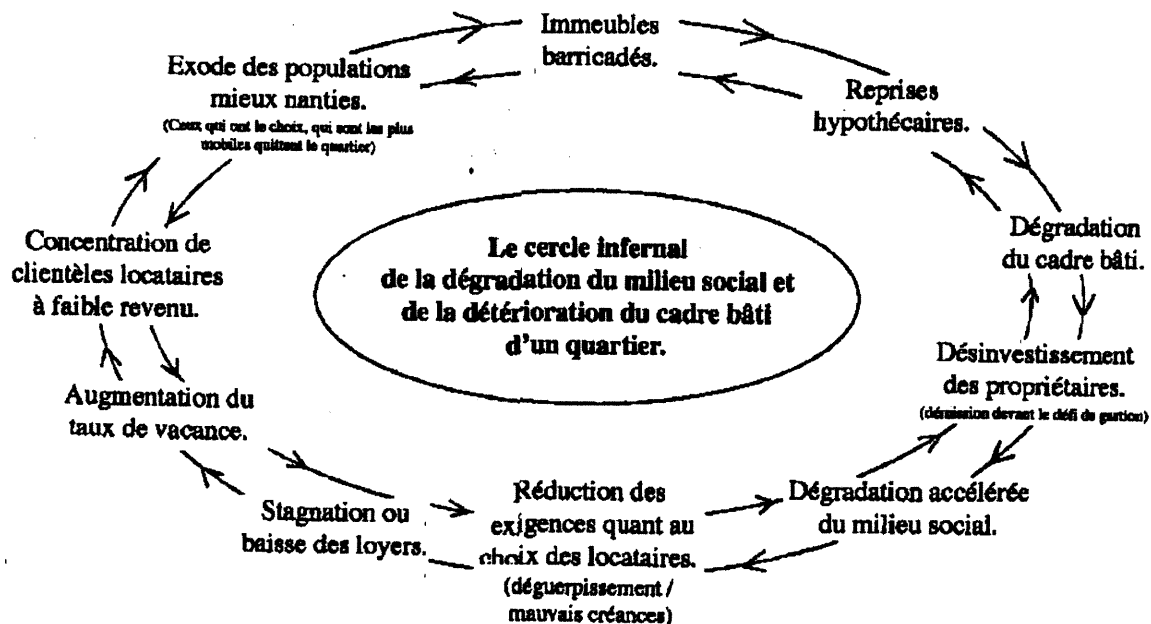 Immeubles
barricadés.
Reprises
hypothécaires.
Dégradation
du cadre bâti.
Désinvestissement
des propriétaires.
(démission devant le défi de gestion)
Dégradation accélérée
du milieu social.
Réduction des
exigences quant au
choix des locataires.
(déguerpissement /
mauvais créances)
Stagnation ou
baisse des loyers.
Augmentation du
taux de vacance.
Concentration de
clientèles locataires
à faible revenu.
Exode des populations
mieux nanties.
(Ceux qui ont le choix, qui sont les plus
mobiles quittent le quartier)
Le cercle infernal
de la dégradation du milieu social et
de la détérioration du cadre bâti
d'un quartier.